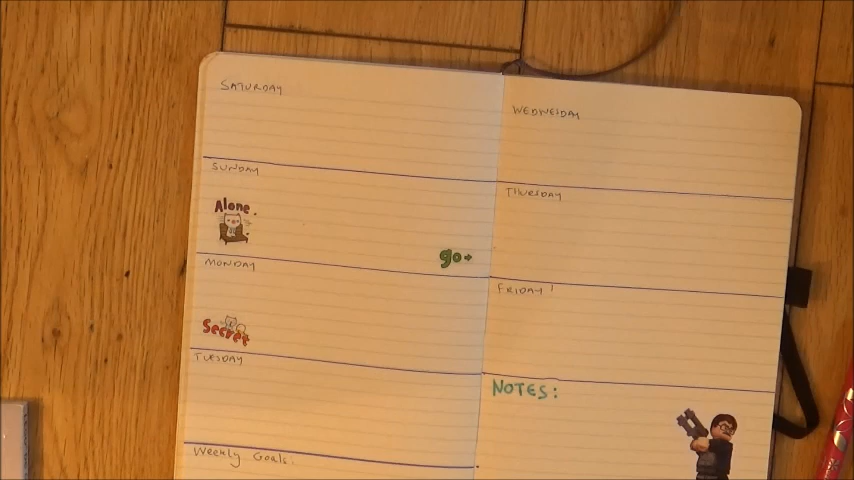 SATURDAY
SUNDAY
Alone.
go→
MONDAY
Secret
TUESDAY
Weekly Goals:
WEDNESDAY
THURSDAY
FRIDAY!
NOTES: